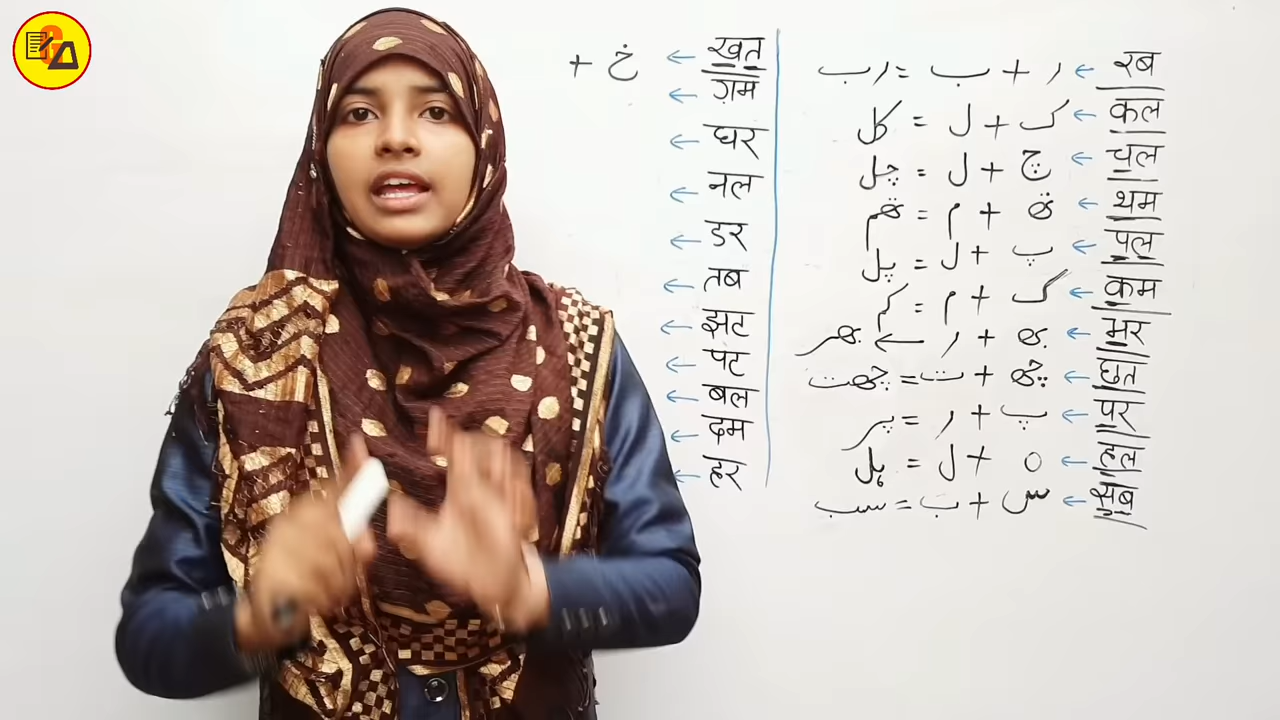 रब ← ر + ب = رب
कल ← ک + ل = کل
चल ← چ + ل = چل
थम ← تھ + م = تھم
पल ← پ + ل = پل
कम ← ک + م = کم
भर ← بھ + ر ← بھر
छत ← چھ + ت = چھت
पर ← پ + ر = پر
हल ← ہ + ل = ہل
सब ← س + ب = سب
ख़त ← خ +
ग़म ←
घर ←
नल ←
डर ←
तब ←
झट ←
पट ←
बल ←
दम ←
हर ←